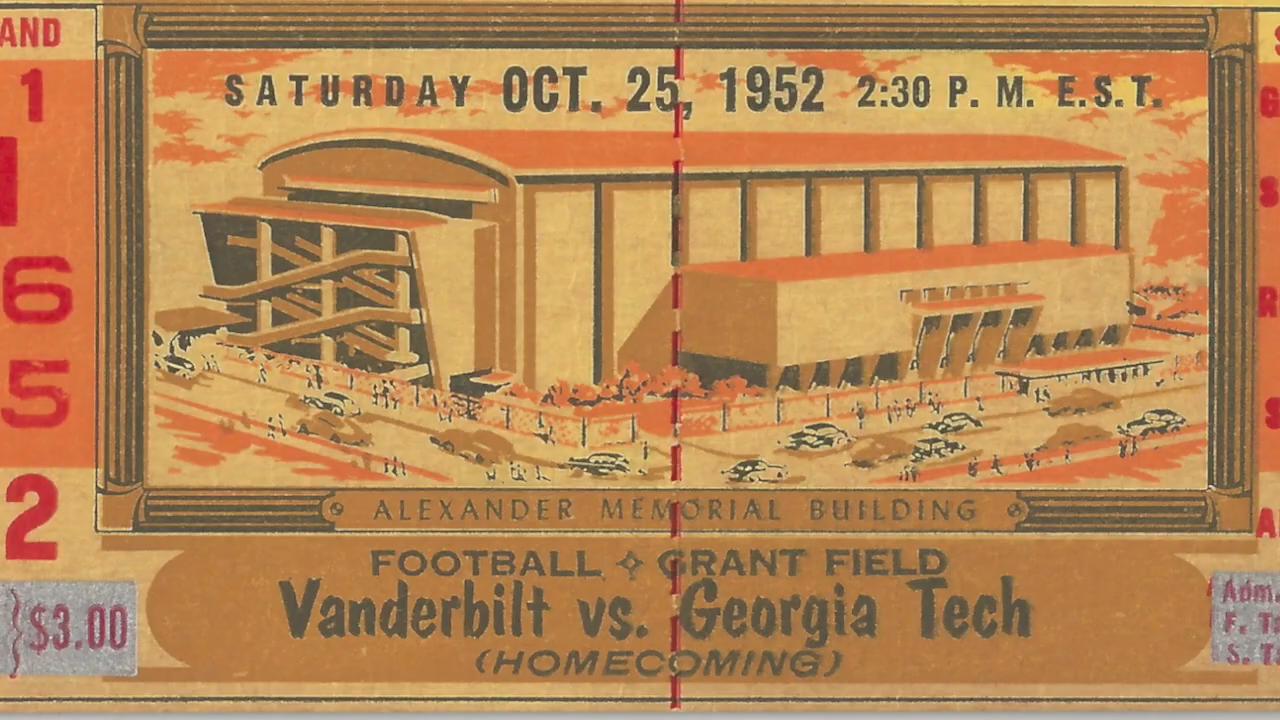 AND
1
1
6
5
2
}$3.00
SATURDAY OCT. 25, 1952 2:30 P. M. E.S.T.
ALEXANDER MEMORIAL BUILDING
FOOTBALL ✧ GRANT FIELD
Vanderbilt vs. Georgia Tech
(HOMECOMING)
Adm.
F. T
S. T